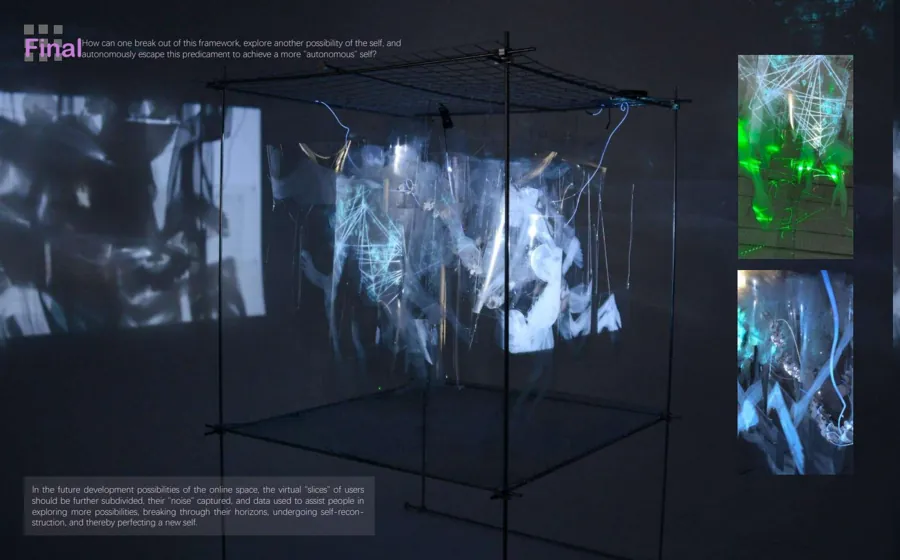 Final
How can one break out of this framework, explore another possibility of the self, and
autonomously escape this predicament to achieve a more "autonomous" self?
In the future development possibilities of the online space, the virtual "slices" of users
should be further subdivided, their "noise" captured, and data used to assist people in
exploring more possibilities, breaking through their horizons, undergoing self-recon-
struction, and thereby perfecting a new self.